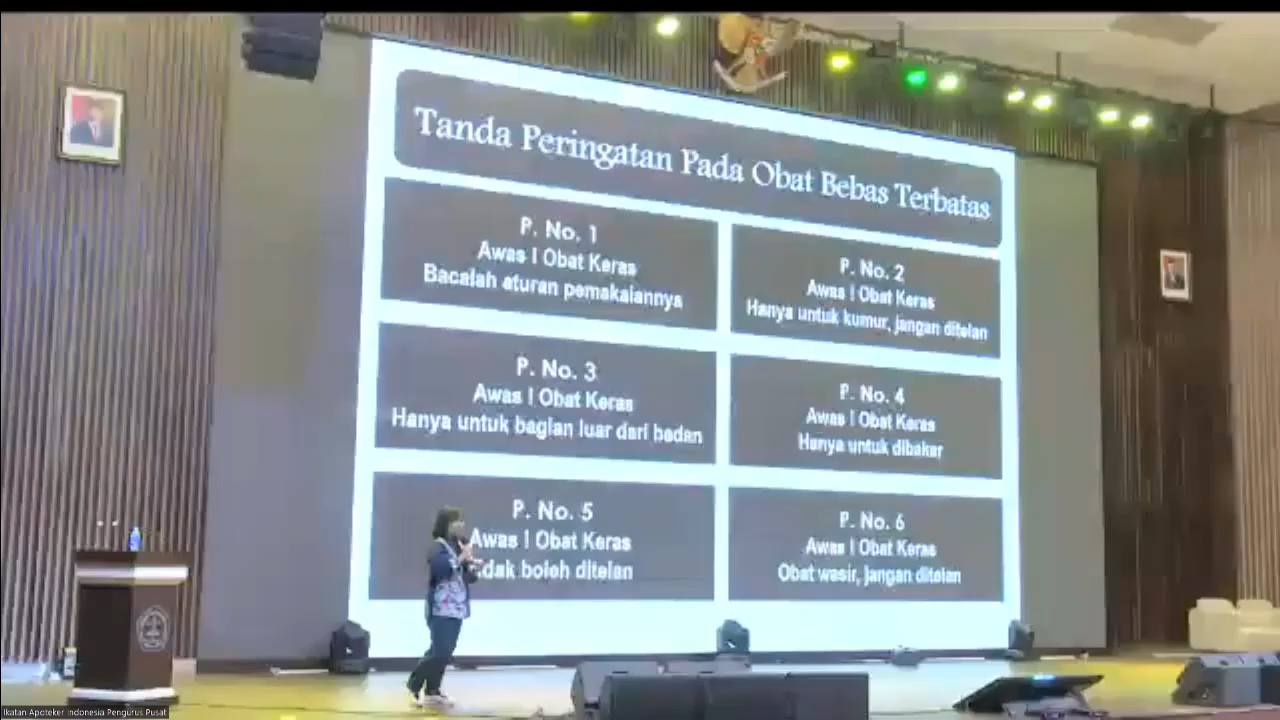 Tanda Peringatan Pada Obat Bebas Terbatas
P. No. 1
Awas ! Obat Keras
Bacalah aturan pemakaiannya
P. No. 2
Awas ! Obat Keras
Hanya untuk kumur, jangan ditelan
P. No. 3
Awas ! Obat Keras
Hanya untuk bagian luar dari badan
P. No. 4
Awas ! Obat Keras
Hanya untuk dibakar
P. No. 5
Awas ! Obat Keras
boleh ditelan
P. No. 6
Awas ! Obat Keras
Obat wasir, jangan ditelan
Ikatan Apoteker Indonesia Pengurus Pusat